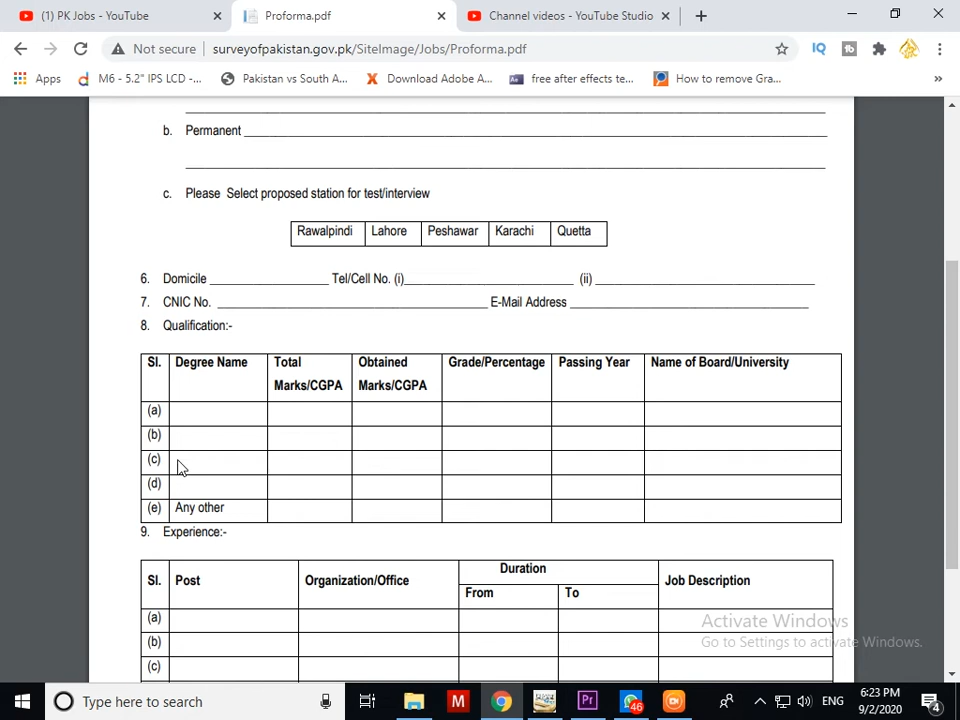 (1) PK Jobs - YouTube
Proforma.pdf
Channel videos - YouTube Studio
Not secure
surveyofpakistan.gov.pk/SiteImage/Jobs/Proforma.pdf
IQ
Apps
M6 - 5.2" IPS LCD -...
Pakistan vs South A...
Download Adobe A...
free after effects te...
How to remove Gra...
»
b. Permanent
c. Please Select proposed station for test/interview
Rawalpindi Lahore Peshawar Karachi Quetta
6. Domicile Tel/Cell No. (i) (ii)
7. CNIC No. E-Mail Address
8. Qualification:-
Sl. Degree Name Total Marks/CGPA Obtained Marks/CGPA Grade/Percentage Passing Year Name of Board/University
(a)
(b)
(c)
(d)
(e) Any other
9. Experience:-
Sl. Post Organization/Office Duration Job Description
From To
(a)
(b)
(c)
Activate Windows
Go to Settings to activate Windows.
Type here to search
M
Pr
46
ENG
6:23 PM
9/2/2020
4